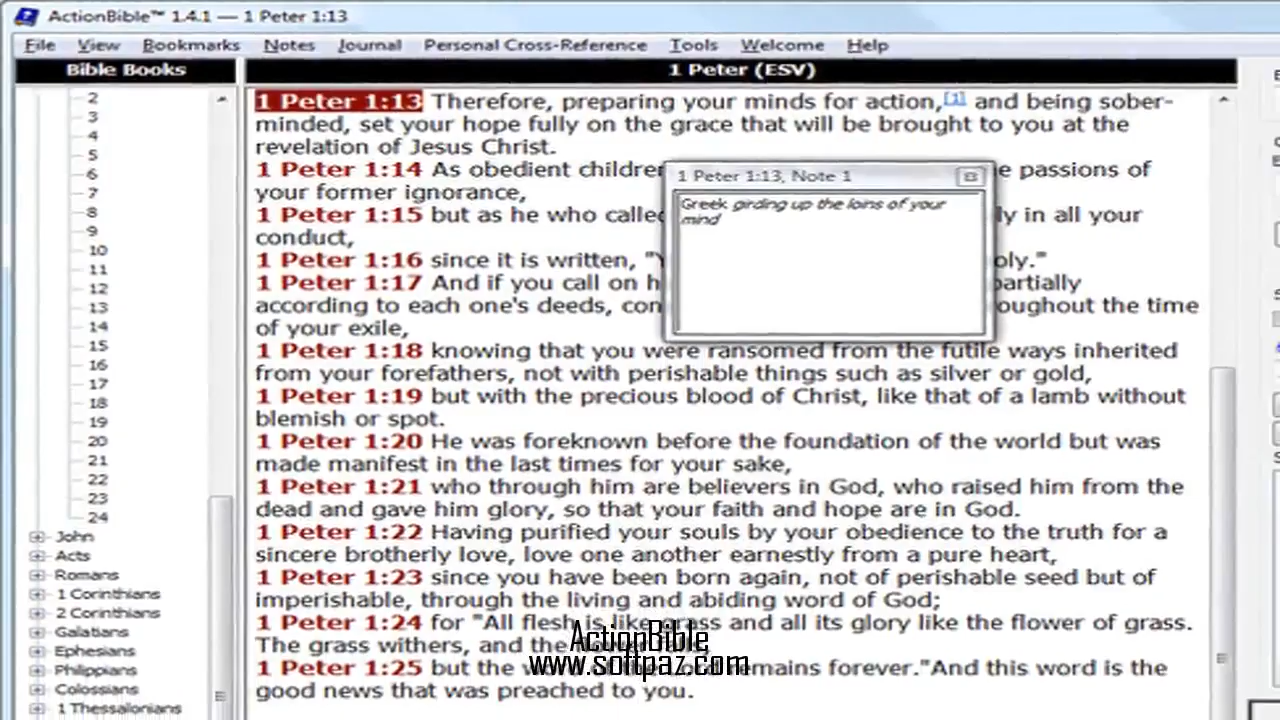 ActionBible™ 1.4.1 — 1 Peter 1:13
File View Bookmarks Notes Journal Personal Cross-Reference Tools Welcome Help
Bible Books
2
3
4
5
6
7
8
9
10
11
12
13
14
15
16
17
18
19
20
21
22
23
24
John
Acts
Romans
1 Corinthians
2 Corinthians
Galatians
Ephesians
Philippians
Colossians
1 Thessalonians
1 Peter (ESV)
1 Peter 1:13 Therefore, preparing your minds for action,[1] and being sober-
minded, set your hope fully on the grace that will be brought to you at the
revelation of Jesus Christ.
1 Peter 1:14 As obedient children the passions of
your former ignorance,
1 Peter 1:15 but as he who called in all your
conduct,
1 Peter 1:16 since it is written, "
1 Peter 1:17 And if you call on
according to each one's deeds, the time
of your exile,
1 Peter 1:18 knowing that you were ransomed from the futile ways inherited
from your forefathers, not with perishable things such as silver or gold,
1 Peter 1:19 but with the precious blood of Christ, like that of a lamb without
blemish or spot.
1 Peter 1:20 He was foreknown before the foundation of the world but was
made manifest in the last times for your sake,
1 Peter 1:21 who through him are believers in God, who raised him from the
dead and gave him glory, so that your faith and hope are in God.
1 Peter 1:22 Having purified your souls by your obedience to the truth for a
sincere brotherly love, love one another earnestly from a pure heart,
1 Peter 1:23 since you have been born again, not of perishable seed but of
imperishable, through the living and abiding word of God;
1 Peter 1:24 for "All flesh is like grass and all its glory like the flower of grass.
The grass withers, and the
1 Peter 1:25 but the remains forever."And this word is the
good news that was preached to you.
1 Peter 1:13, Note 1
Greek girding up the loins of your
mind
ActionBible
www.softpaz.com